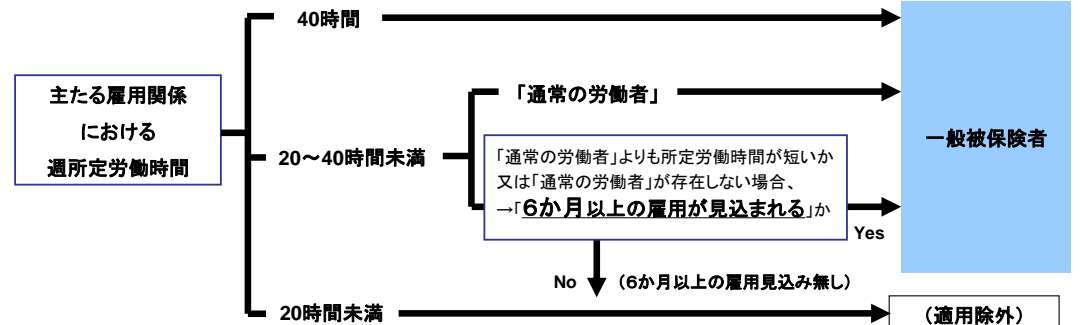 40時間
主たる雇用関係
における
週所定労働時間
「通常の労働者」
一般被保険者
20～40時間未満
「通常の労働者」よりも所定労働時間が短いか
又は「通常の労働者」が存在しない場合、
→「６か月以上の雇用が見込まれる」か
Yes
No （６か月以上の雇用見込み無し）
20時間未満
（適用除外）